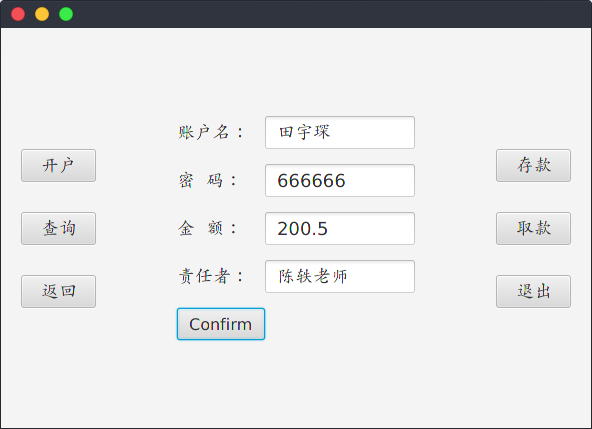 账户名： 田宇琛
开户
存款
密 码： 666666
查询
金 额： 200.5
取款
责任者： 陈轶老师
返回
退出
Confirm